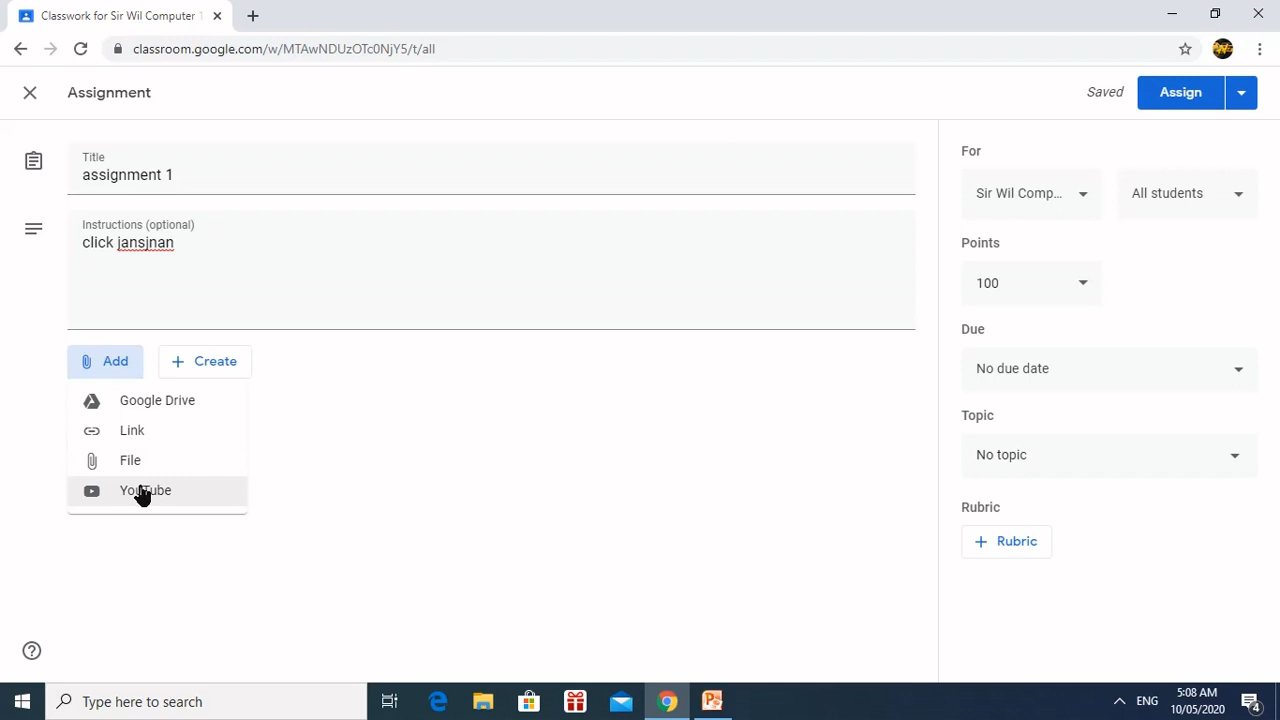 Classwork for Sir Wil Computer T
classroom.google.com/w/MTAwNDUzOTc0NjY5/t/all
Assignment
Saved
Assign
Title
assignment 1
Instructions (optional)
click jansjnan
Add
Create
Google Drive
Link
File
YouTube
For
Sir Wil Comp...
All students
Points
100
Due
No due date
Topic
No topic
Rubric
Rubric
Type here to search
ENG
5:08 AM
10/05/2020
4